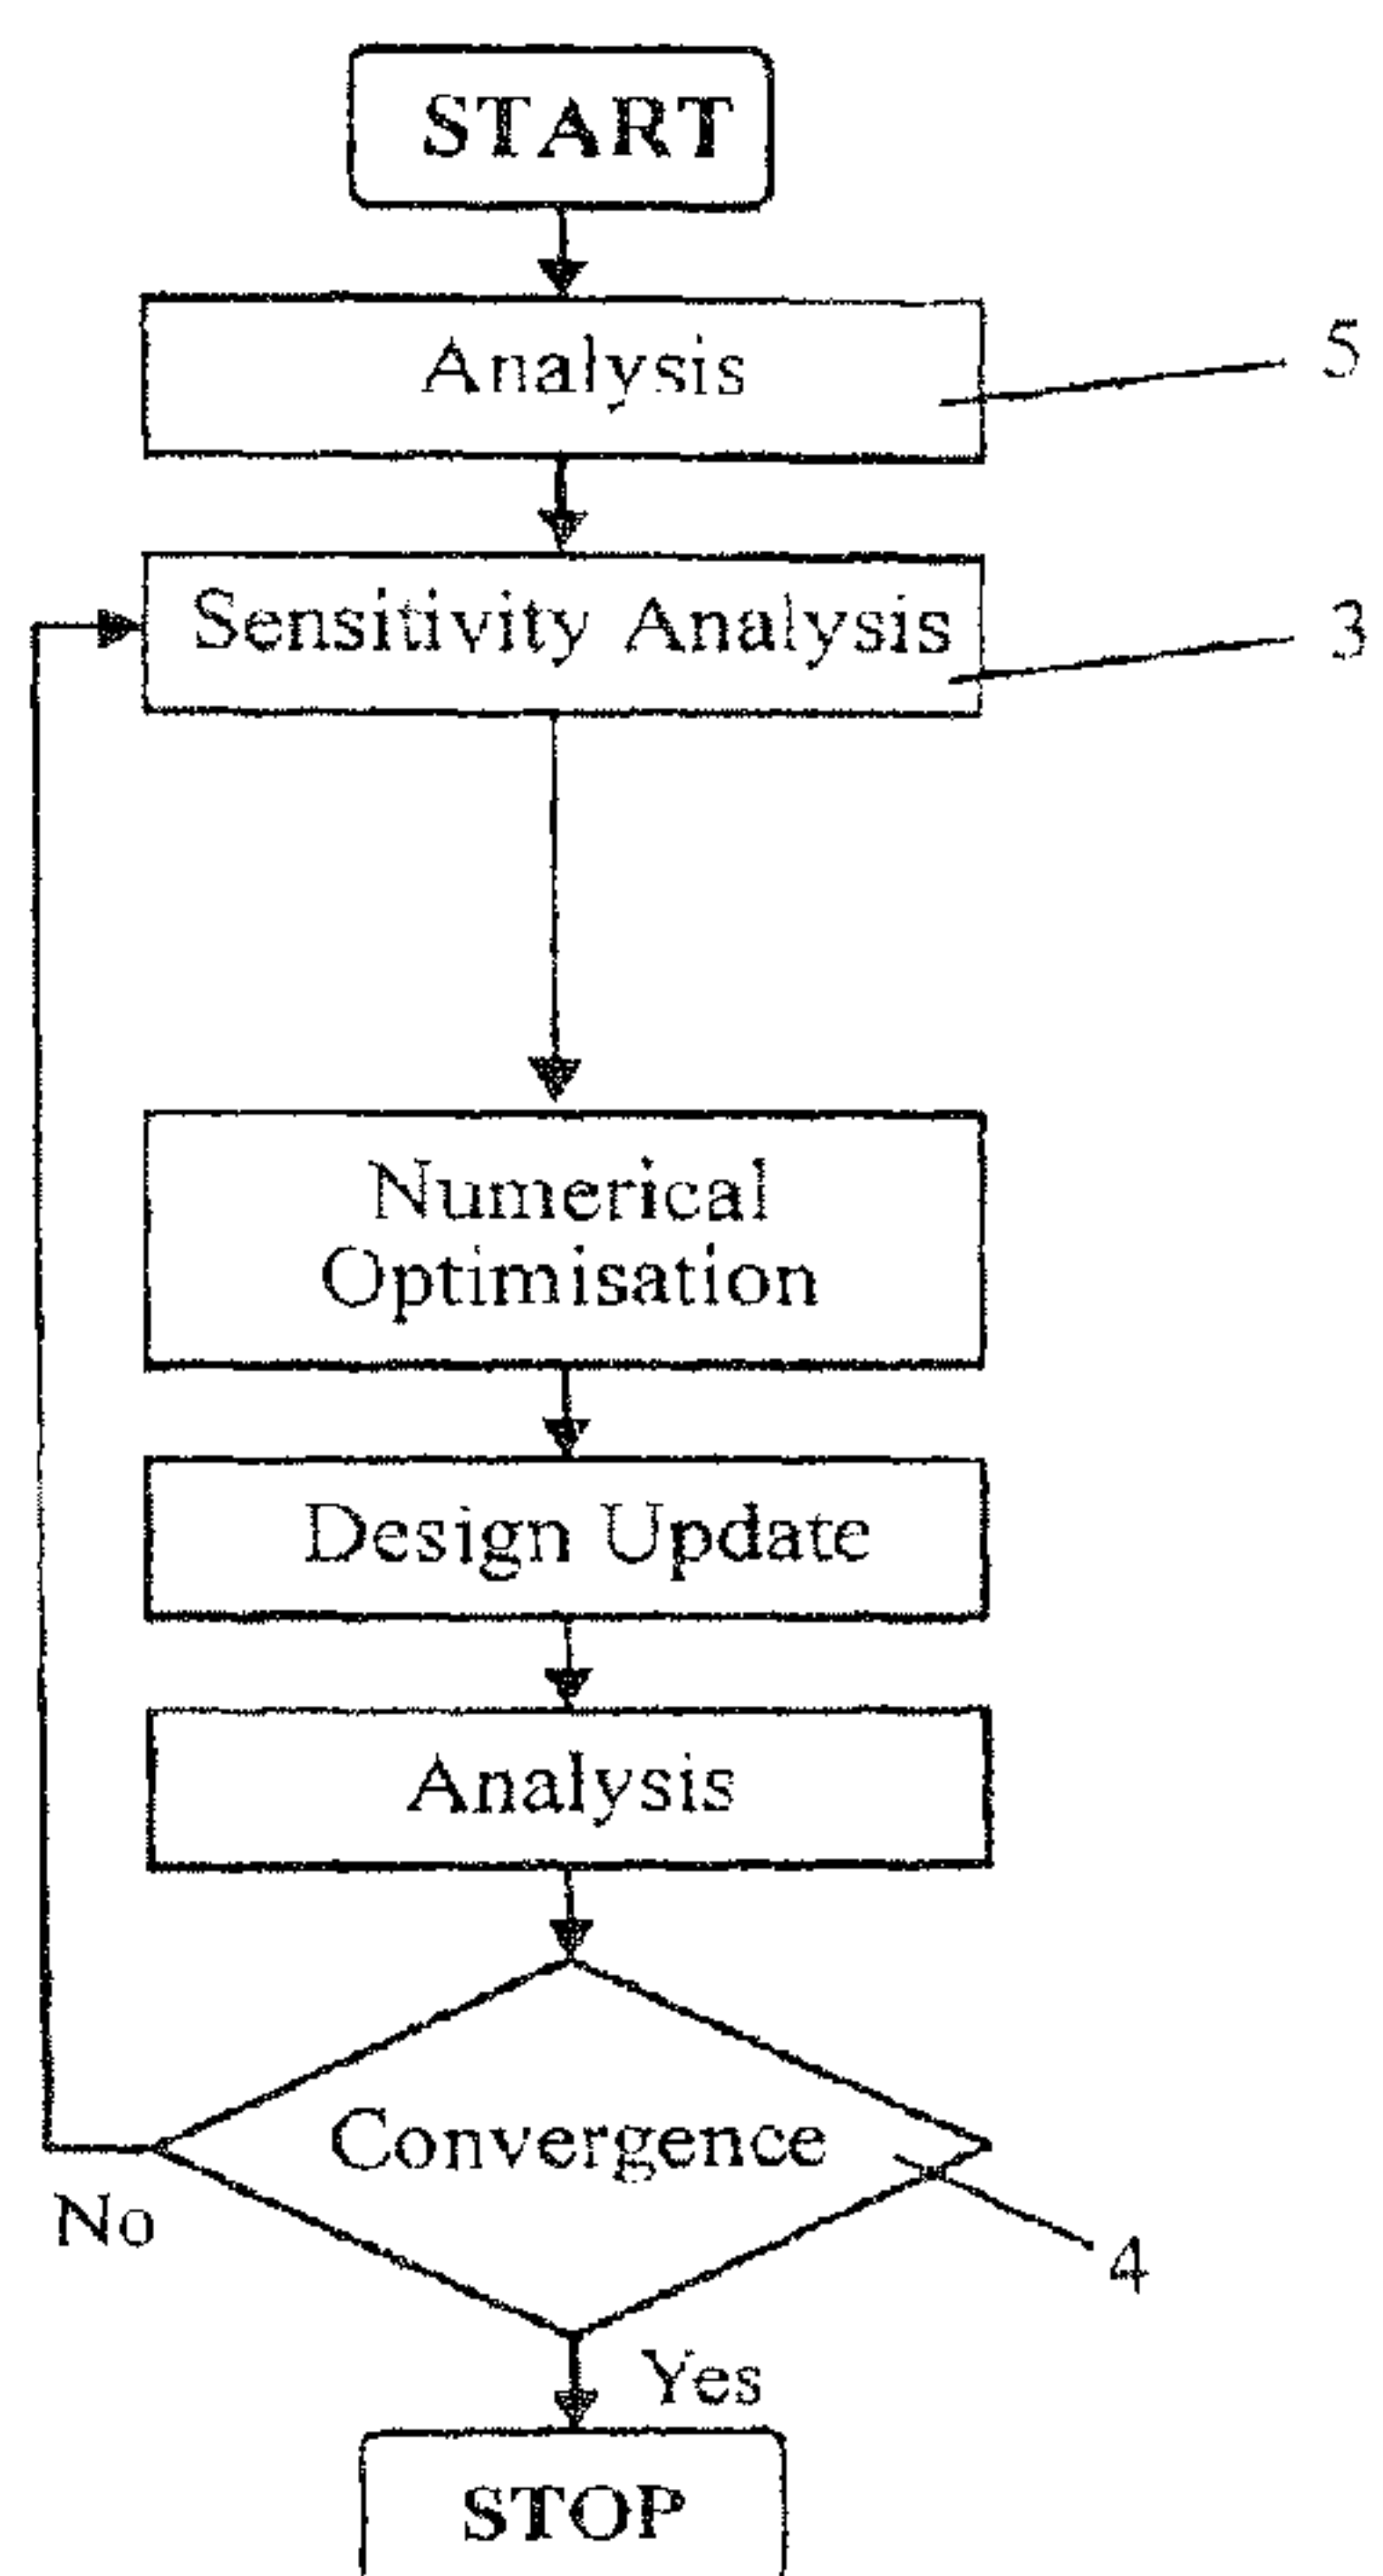 START
Analysis
5
Sensitivity Analysis
3
Numerical
Optimisation
Design Update
Analysis
Convergence
No
4
Yes
STOP